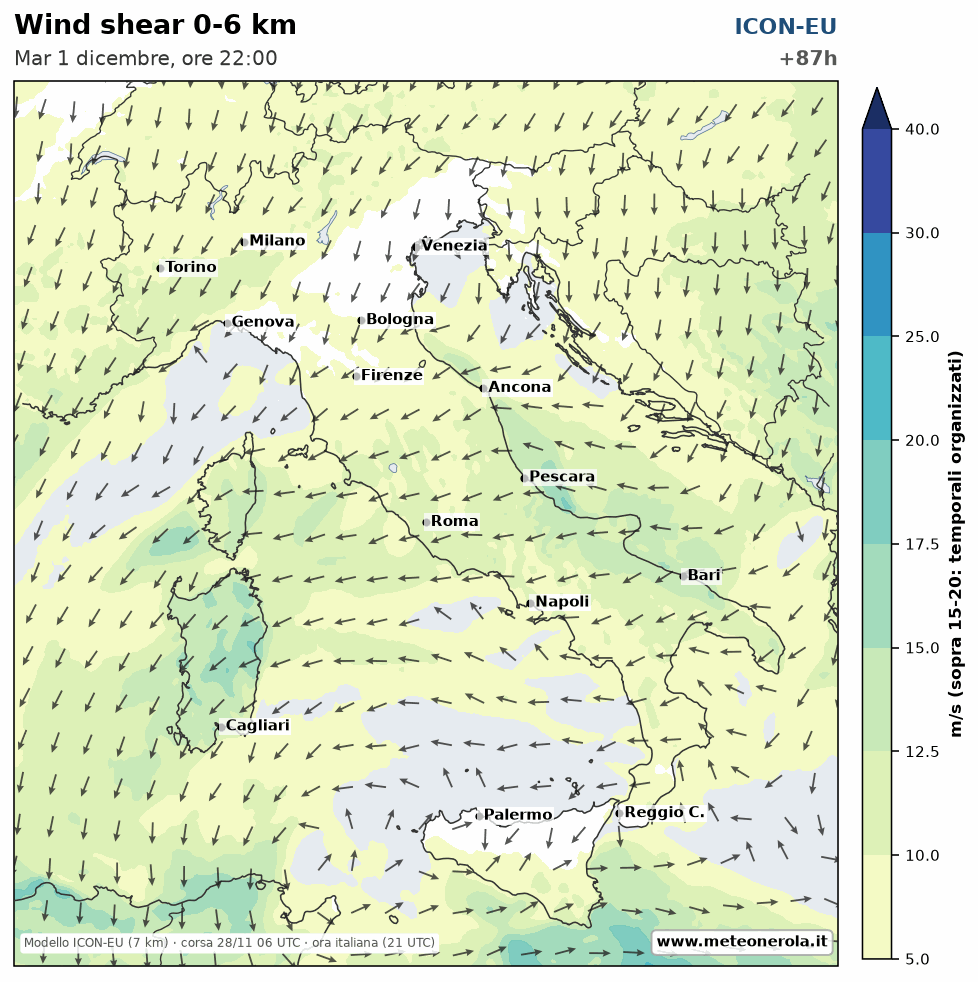 Wind shear 0-6 km
ICON-EU
Mar 1 dicembre, ore 22:00
+87h
40.0
30.0
25.0
20.0
17.5
15.0
12.5
10.0
5.0
m/s (sopra 15-20: temporali organizzati)
Milano
Venezia
Torino
Genova
Bologna
Firenze
Ancona
Pescara
Roma
Bari
Napoli
Cagliari
Palermo
Reggio C.
Modello ICON-EU (7 km) · corsa 28/11 06 UTC · ora italiana (21 UTC)
www.meteonerola.it